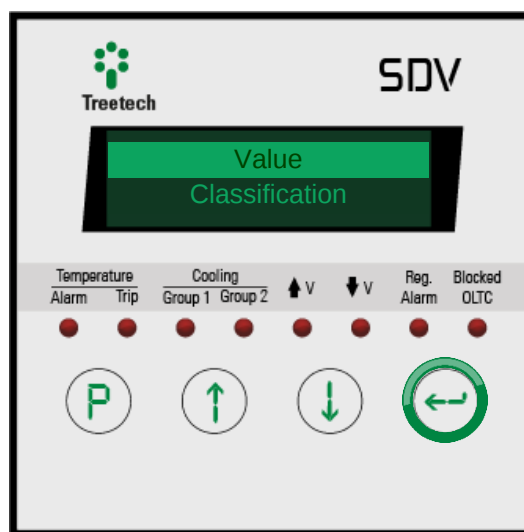 Treetech
SDV
Value
Classification
Temperature
Alarm Trip
Cooling
Group 1 Group 2
V
V
Reg.
Alarm
Blocked
OLTC
P